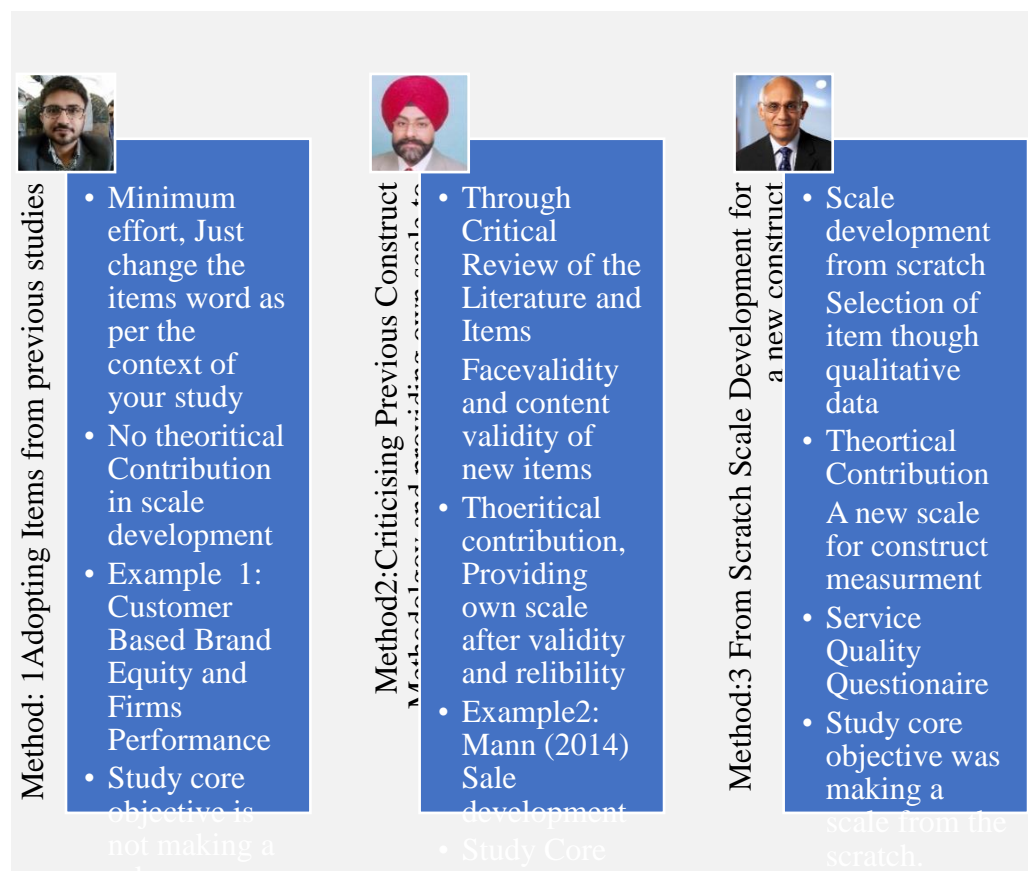 Method: 1Adopting Items from previous studies
• Minimum
effort, Just
change the
items word as
per the
context of
your study
• No theoritical
Contribution
in scale
development
• Example 1:
Customer
Based Brand
Equity and
Firms
Performance
• Study core
objective is
not making a
Method2:Criticising Previous Construct
Methodolgey and providing own scale to
• Through
Critical
Review of the
Literature and
Items
Facevalidity
and content
validity of
new items
• Thoeritical
contribution,
Providing
own scale
after validity
and relibility
• Example2:
Mann (2014)
Sale
development
• Study Core
Method:3 From Scratch Scale Development for
a new construct
• Scale
development
from scratch
Selection of
item though
qualitative
data
• Theortical
Contribution
A new scale
for construct
measurment
• Service
Quality
Questionaire
• Study core
objective was
making a
scale from the
scratch.